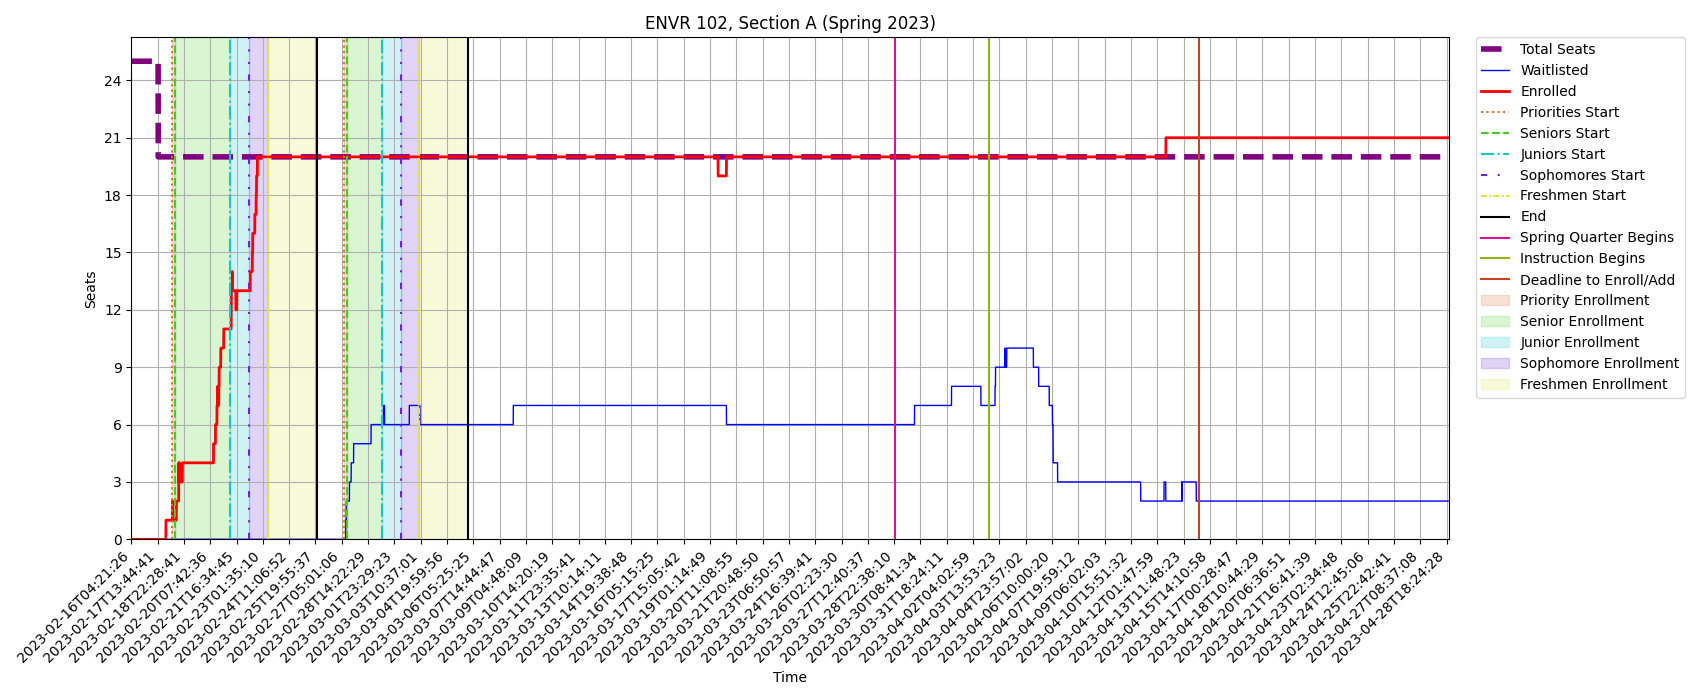 ENVR 102, Section A (Spring 2023)
Seats
24
21
18
15
12
9
6
3
0
2023-02-16T04:21:26
2023-02-17T13:44:41
2023-02-18T22:28:41
2023-02-20T07:42:36
2023-02-21T16:34:45
2023-02-23T01:35:10
2023-02-24T11:06:52
2023-02-25T19:55:37
2023-02-27T05:01:06
2023-02-28T14:22:29
2023-03-01T23:29:23
2023-03-03T10:37:01
2023-03-04T19:59:56
2023-03-06T05:25:25
2023-03-07T14:44:47
2023-03-09T04:48:09
2023-03-10T14:20:19
2023-03-11T23:35:41
2023-03-13T10:14:11
2023-03-14T19:38:48
2023-03-16T05:15:25
2023-03-17T15:05:42
2023-03-19T01:14:49
2023-03-20T11:08:55
2023-03-21T20:48:50
2023-03-23T06:50:57
2023-03-24T16:39:41
2023-03-26T02:23:30
2023-03-27T12:40:37
2023-03-28T22:38:10
2023-03-30T08:41:34
2023-03-31T18:24:11
2023-04-02T04:02:59
2023-04-03T13:53:23
2023-04-04T23:57:02
2023-04-06T10:00:20
2023-04-07T19:59:12
2023-04-09T06:02:03
2023-04-10T15:51:32
2023-04-12T01:47:59
2023-04-13T11:48:23
2023-04-15T14:10:58
2023-04-17T00:28:47
2023-04-18T10:44:29
2023-04-20T06:36:51
2023-04-21T16:41:39
2023-04-23T02:34:48
2023-04-24T12:45:06
2023-04-25T22:42:41
2023-04-27T08:37:08
2023-04-28T18:24:28
Time
Total Seats
Waitlisted
Enrolled
Priorities Start
Seniors Start
Juniors Start
Sophomores Start
Freshmen Start
End
Spring Quarter Begins
Instruction Begins
Deadline to Enroll/Add
Priority Enrollment
Senior Enrollment
Junior Enrollment
Sophomore Enrollment
Freshmen Enrollment